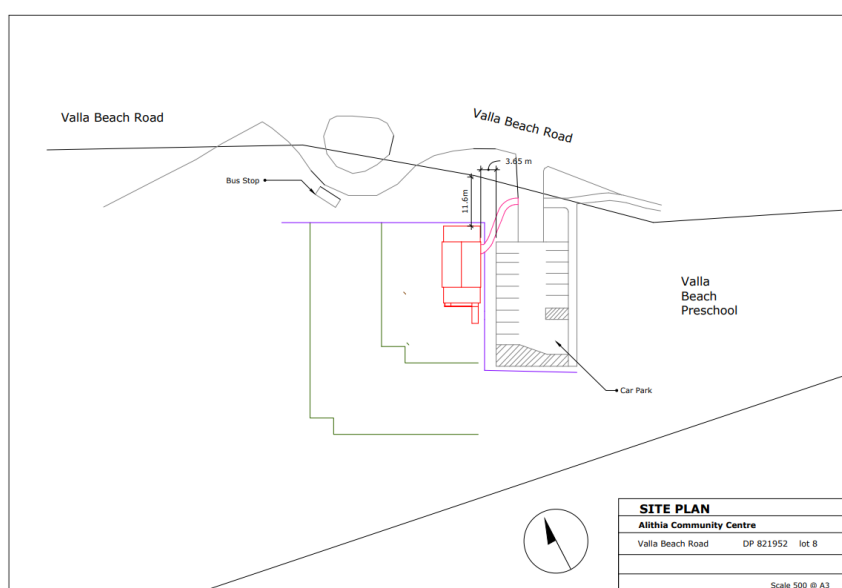 Valla Beach Road
Valla Beach Road
3.65 m
Bus Stop
11.6m
Valla
Beach
Preschool
Car Park
SITE PLAN
Alithia Community Centre
Valla Beach Road DP 821952 lot 8
Scale 500 @ A3